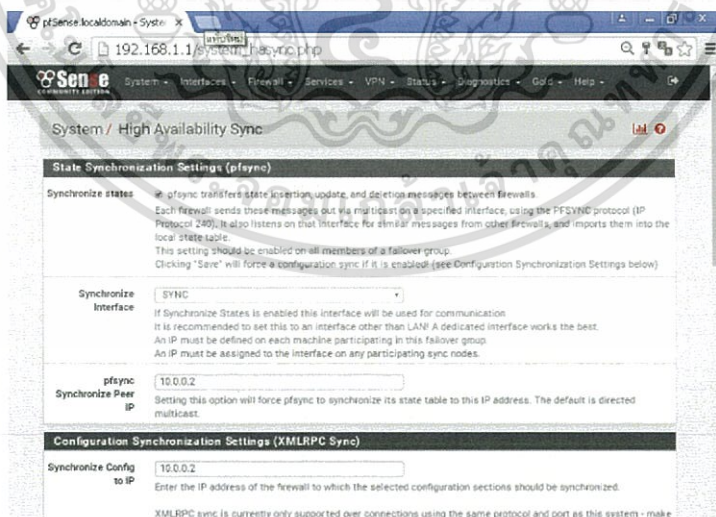 pfSense.localdomain - Syste
แท็บใหม่
192.168.1.1/system_hasync.php
Sense
COMMUNITY EDITION
System
Interfaces
Firewall
Services
VPN
Status
Diagnostics
Gold
Help
System / High Availability Sync
State Synchronization Settings (pfsync)
Synchronize states
pfsync transfers state insertion, update, and deletion messages between firewalls.
Each firewall sends these messages out via multicast on a specified interface, using the PFSYNC protocol (IP
Protocol 240). It also listens on that interface for similar messages from other firewalls, and imports them into the
local state table.
This setting should be enabled on all members of a failover group.
Clicking "Save" will force a configuration sync if it is enabled! (see Configuration Synchronization Settings below)
Synchronize
Interface
SYNC
If Synchronize States is enabled this interface will be used for communication.
It is recommended to set this to an interface other than LAN! A dedicated interface works the best.
An IP must be defined on each machine participating in this failover group.
An IP must be assigned to the interface on any participating sync nodes.
pfsync
Synchronize Peer
IP
10.0.0.2
Setting this option will force pfsync to synchronize its state table to this IP address. The default is directed
multicast.
Configuration Synchronization Settings (XMLRPC Sync)
Synchronize Config
to IP
10.0.0.2
Enter the IP address of the firewall to which the selected configuration sections should be synchronized.
XMLRPC sync is currently only supported over connections using the same protocol and port as this system - make